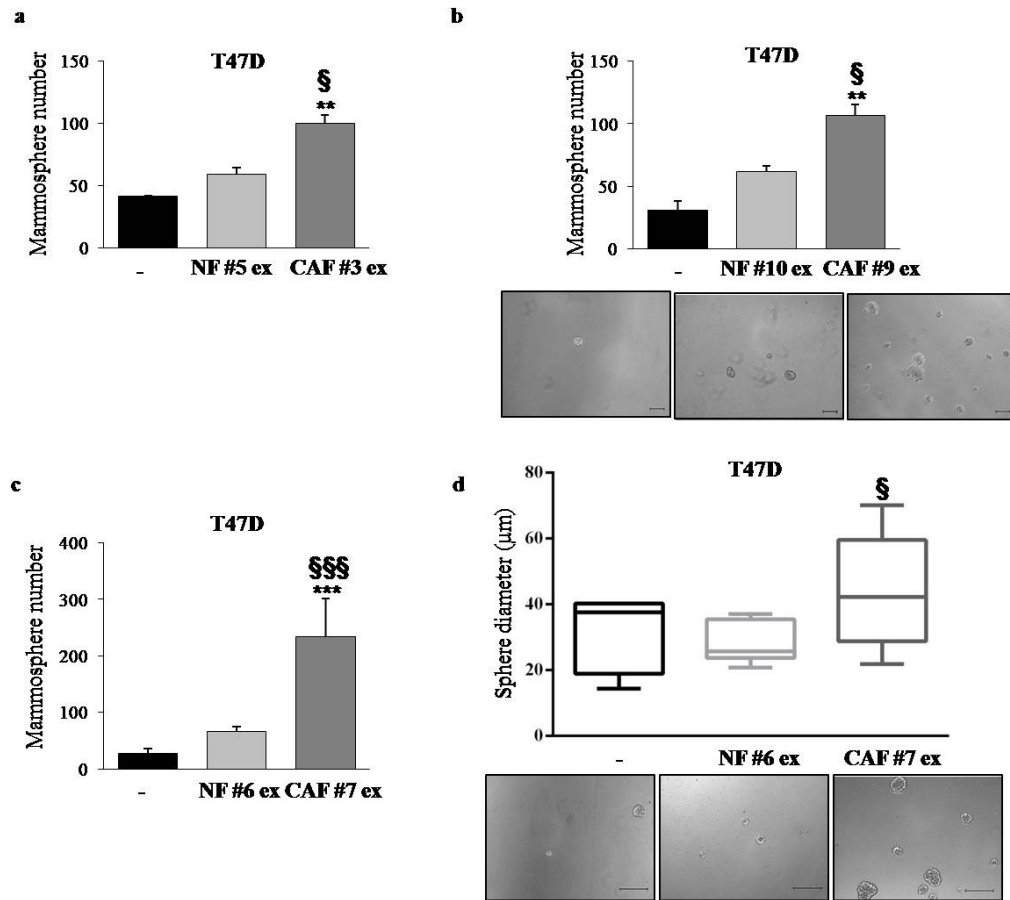 a
T47D
Mammosphere number
150
100
50
0
§
**
-
NF #5 ex
CAF #3 ex
b
T47D
Mammosphere number
150
100
50
0
§
**
-
NF #10 ex
CAF #9 ex
c
T47D
Mammosphere number
400
300
200
100
0
§§§
***
-
NF #6 ex
CAF #7 ex
d
T47D
Sphere diameter (µm)
80
60
40
20
0
§
-
NF #6 ex
CAF #7 ex